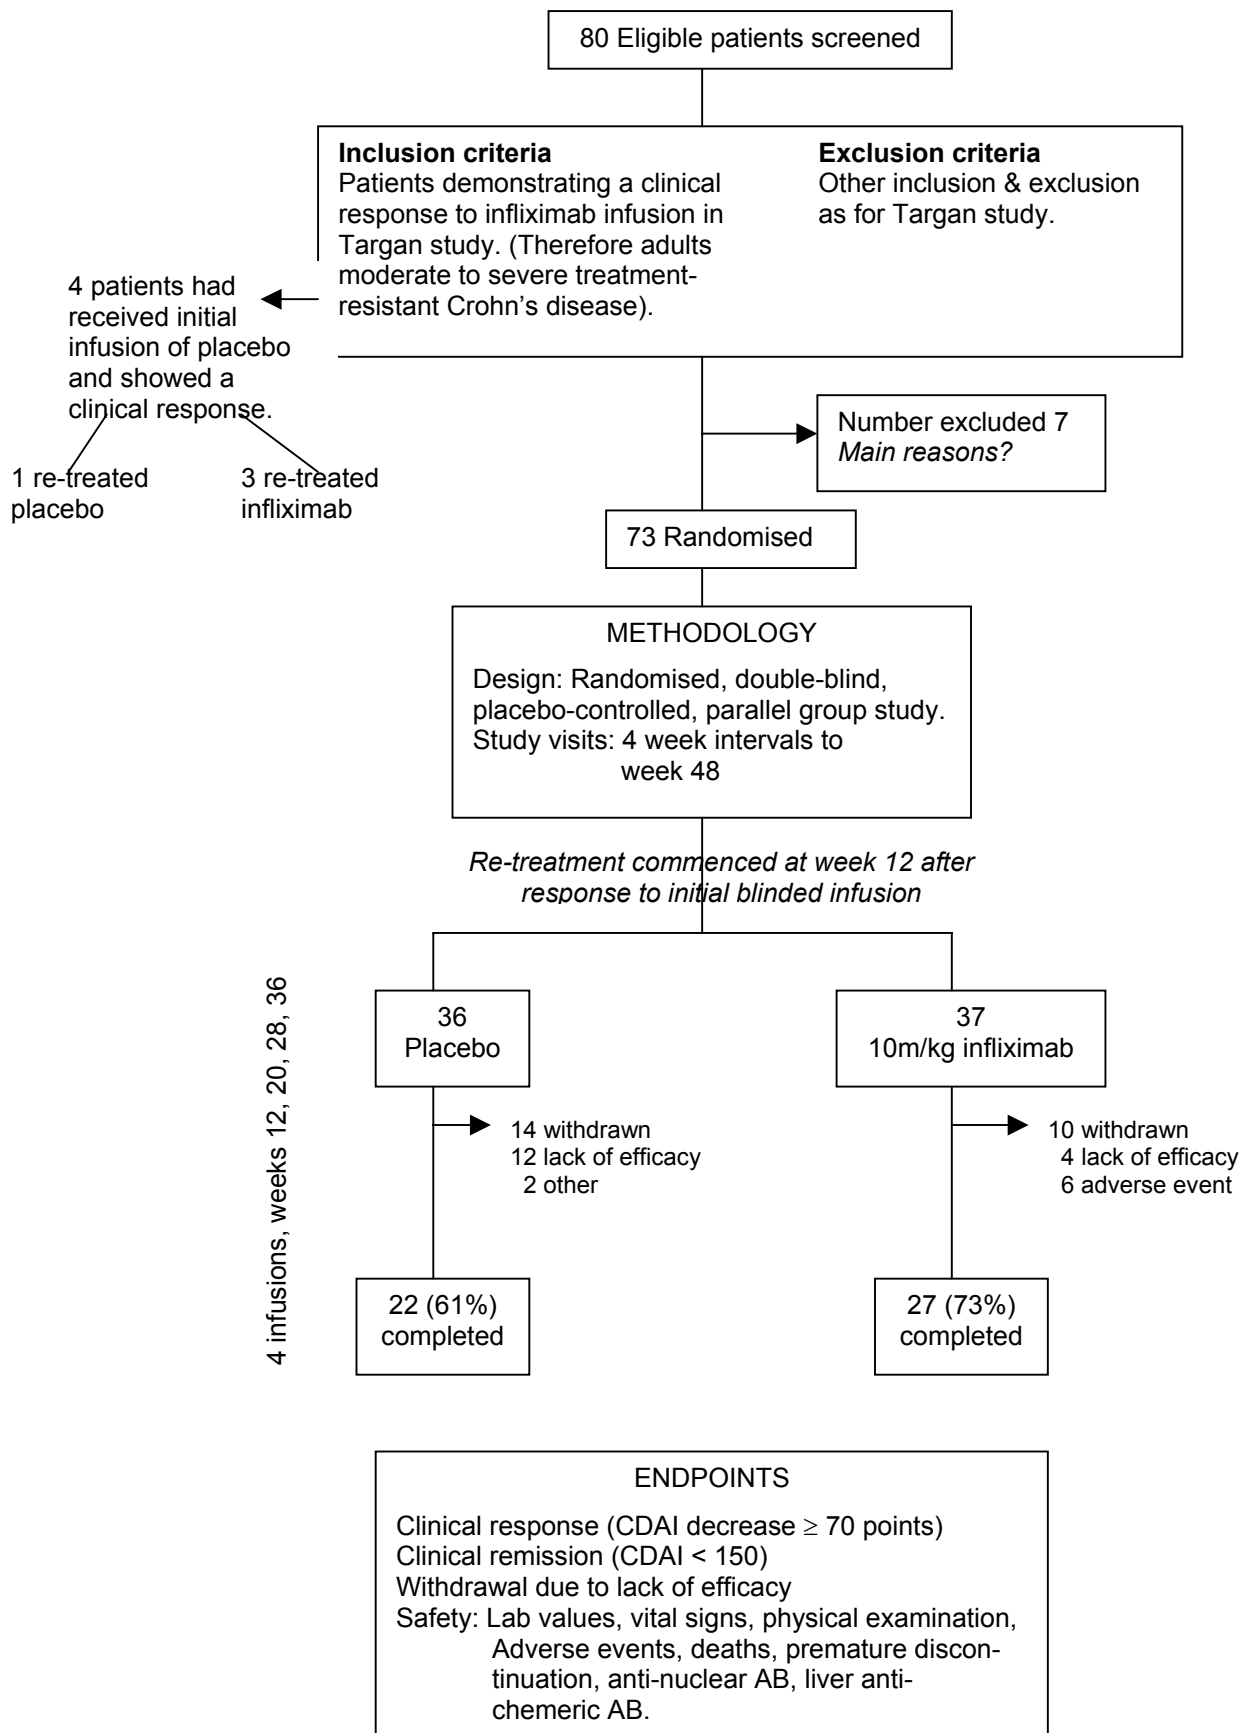 80 Eligible patients screened
Inclusion criteria
Patients demonstrating a clinical
response to infliximab infusion in
Targan study. (Therefore adults
moderate to severe treatment-
resistant Crohn's disease).
Exclusion criteria
Other inclusion & exclusion
as for Targan study.
4 patients had
received initial
infusion of placebo
and showed a
clinical response.
1 re-treated
placebo
3 re-treated
infliximab
Number excluded 7
Main reasons?
73 Randomised
METHODOLOGY
Design: Randomised, double-blind,
placebo-controlled, parallel group study.
Study visits: 4 week intervals to
week 48
Re-treatment commenced at week 12 after
response to initial blinded infusion
4 infusions, weeks 12, 20, 28, 36
36
Placebo
37
10m/kg infliximab
14 withdrawn
12 lack of efficacy
2 other
10 withdrawn
4 lack of efficacy
6 adverse event
22 (61%)
completed
27 (73%)
completed
ENDPOINTS
Clinical response (CDAI decrease ≥ 70 points)
Clinical remission (CDAI < 150)
Withdrawal due to lack of efficacy
Safety: Lab values, vital signs, physical examination,
Adverse events, deaths, premature discon-
tinuation, anti-nuclear AB, liver anti-
chemeric AB.